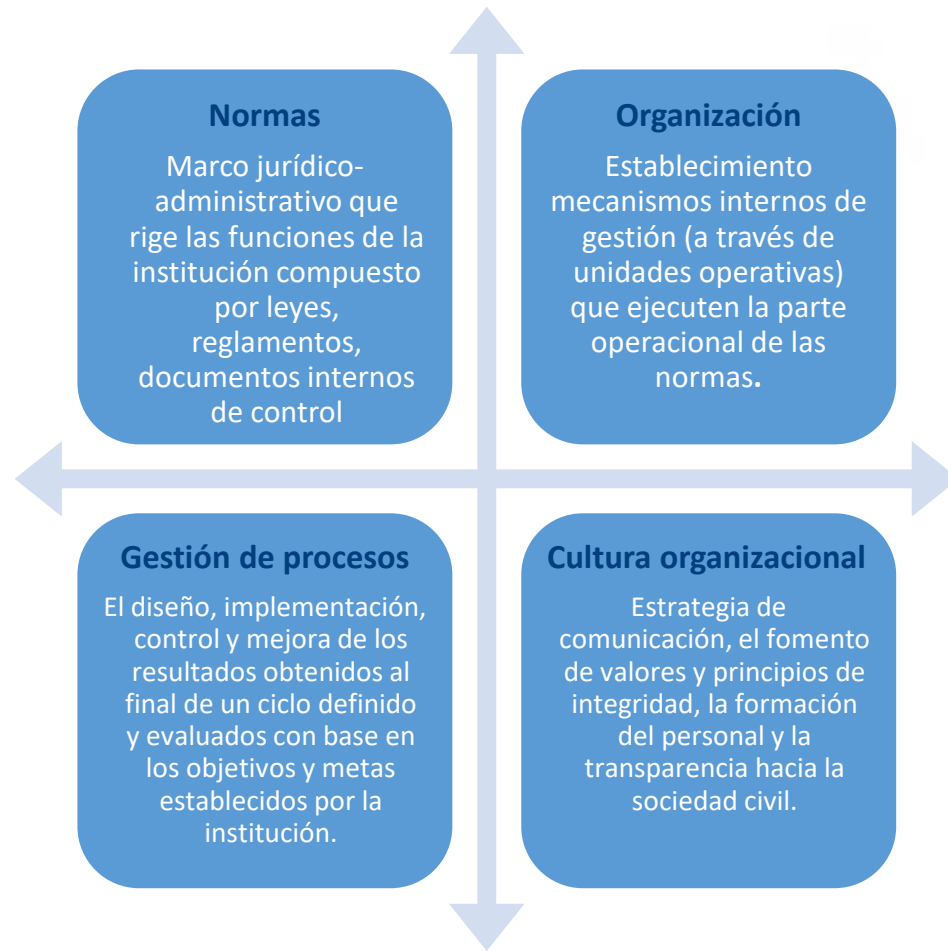 Normas
Marco jurídico-
administrativo que
rige las funciones de la
institución compuesto
por leyes,
reglamentos,
documentos internos
de control
Organización
Establecimiento
mecanismos internos de
gestión (a través de
unidades operativas)
que ejecuten la parte
operacional de las
normas.
Gestión de procesos
El diseño, implementación,
control y mejora de los
resultados obtenidos al
final de un ciclo definido
y evaluados con base en
los objetivos y metas
establecidos por la
institución.
Cultura organizacional
Estrategia de
comunicación, el fomento
de valores y principios de
integridad, la formación
del personal y la
transparencia hacia la
sociedad civil.